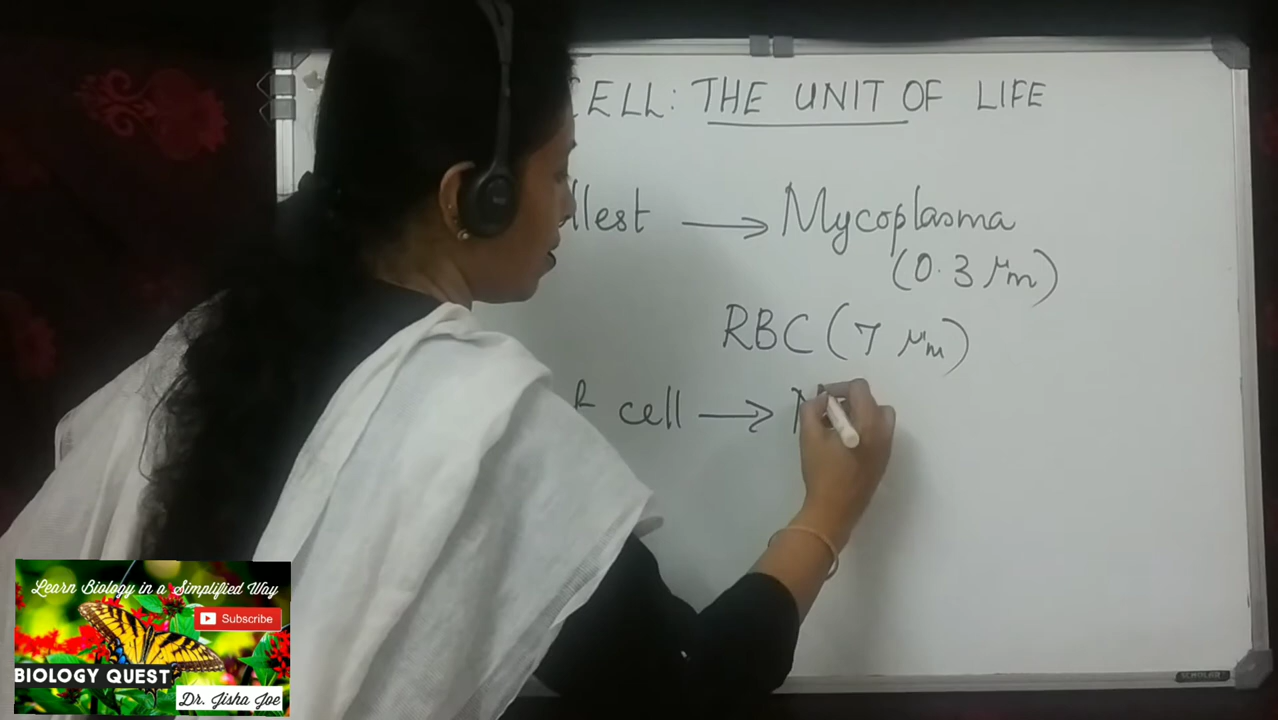 CELL: THE UNIT OF LIFE
llest → Mycoplasma
(0.3 μm)
RBC (7 μm)
cell →
Learn Biology in a Simplified Way
Subscribe
BIOLOGY QUEST
Dr. Jisha Joe
SCHOLAR